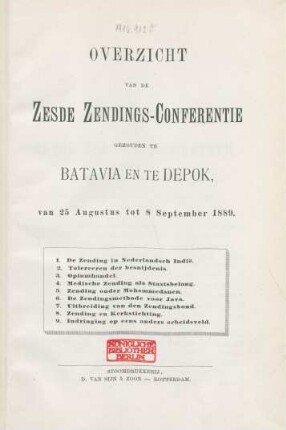 OVERZICHT
VAN DE
ZESDE ZENDINGS-CONFERENTIE
GEHOUDEN TE
BATAVIA EN TE DEPOK,
van 25 Augustus tot 8 September 1889.
1. De Zending in Nederlandsch Indië.
2. Tolereeren der besnijdenis.
3. Opiumhandel.
4. Medische Zending als Staatsbelang.
5. Zending onder Mohammedanen.
6. De Zendingsmethode voor Java.
7. Uitbreiding van den Zendingsbond.
8. Zending en Kerkstichting.
9. Indringing op eens anders arbeidsveld.
KÖNIGLICHE
BIBLIOTHEK
BERLIN
STOOMDRUKKERIJ,
D. VAN SIJN & ZOON — ROTTERDAM.